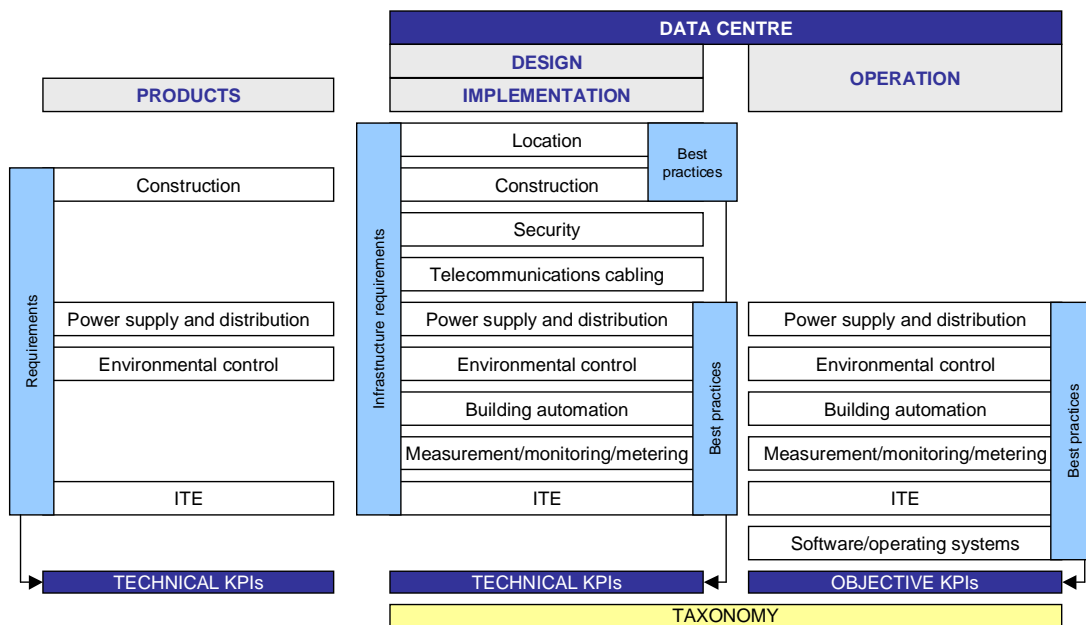 DATA CENTRE
PRODUCTS
DESIGN
IMPLEMENTATION
OPERATION
Requirements
Construction
Power supply and distribution
Environmental control
ITE
TECHNICAL KPIs
Infrastructure requirements
Location
Construction
Security
Telecommunications cabling
Power supply and distribution
Environmental control
Building automation
Measurement/monitoring/metering
ITE
Best
practices
Best practices
TECHNICAL KPIs
Power supply and distribution
Environmental control
Building automation
Measurement/monitoring/metering
ITE
Software/operating systems
Best practices
OBJECTIVE KPIs
TAXONOMY